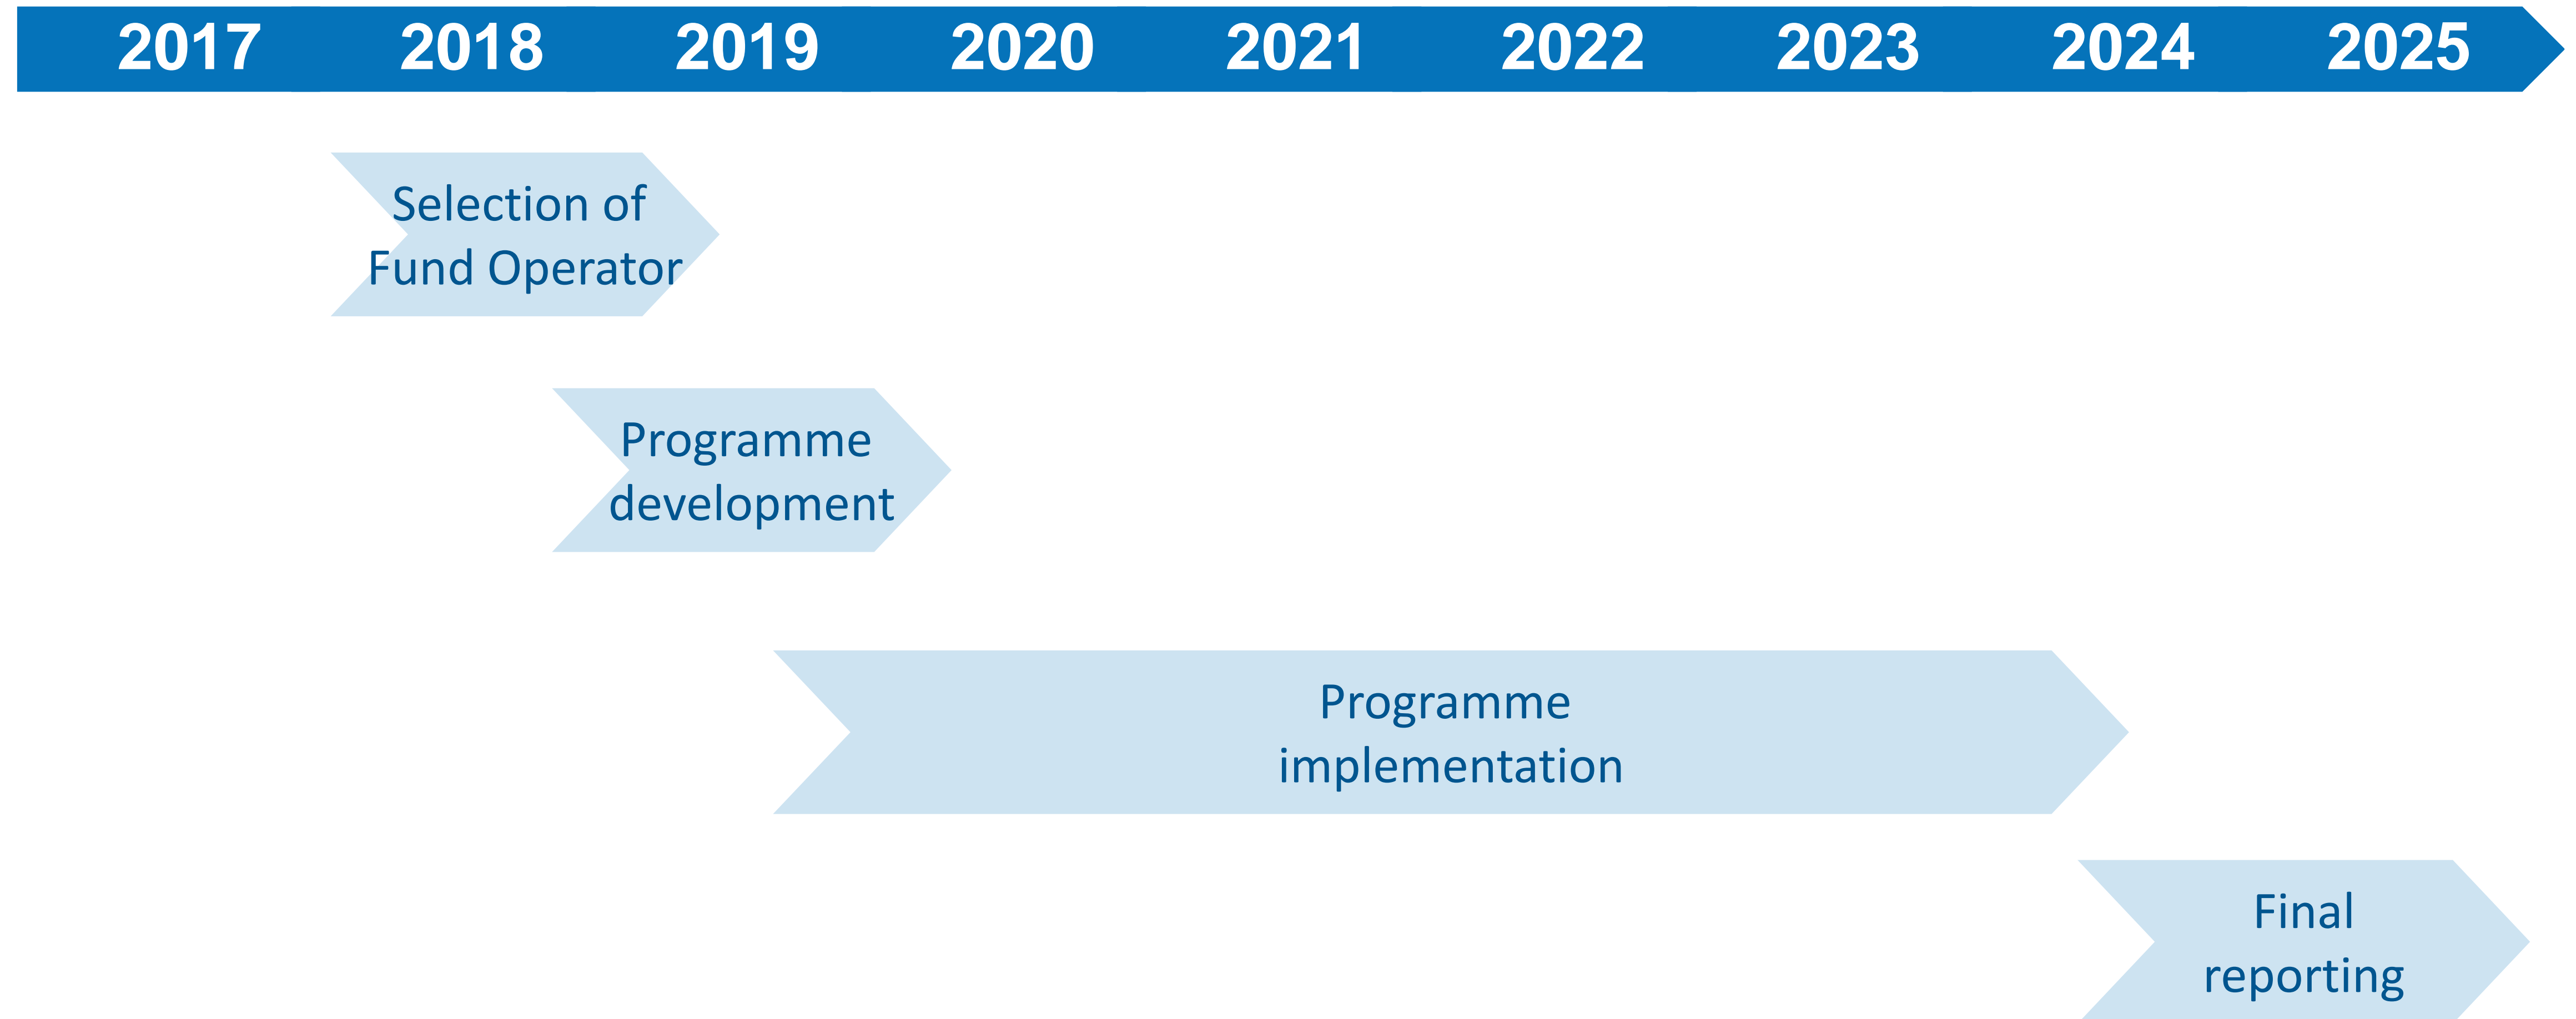 2017 2018 2019 2020 2021 2022 2023 2024 2025
Selection of
Fund Operator
Programme
development
Programme
implementation
Final
reporting